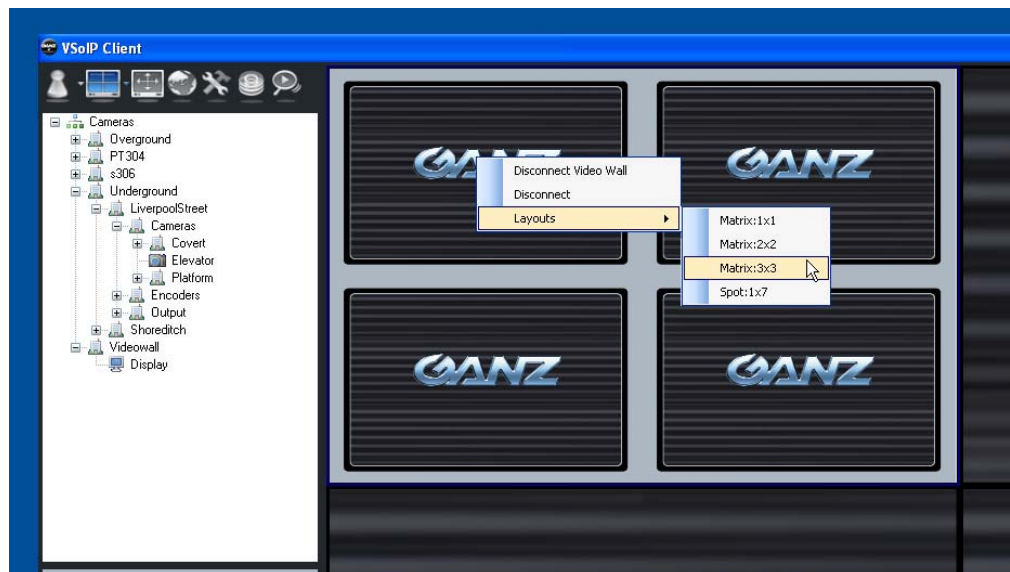 VSoIP Client
Cameras
Overground
PT304
s306
Underground
LiverpoolStreet
Cameras
Covert
Elevator
Platform
Encoders
Output
Shoreditch
Videowall
Display
GANZ
GANZ
Disconnect Video Wall
Disconnect
Layouts
Matrix:1x1
Matrix:2x2
Matrix:3x3
Spot:1x7
GANZ
GANZ